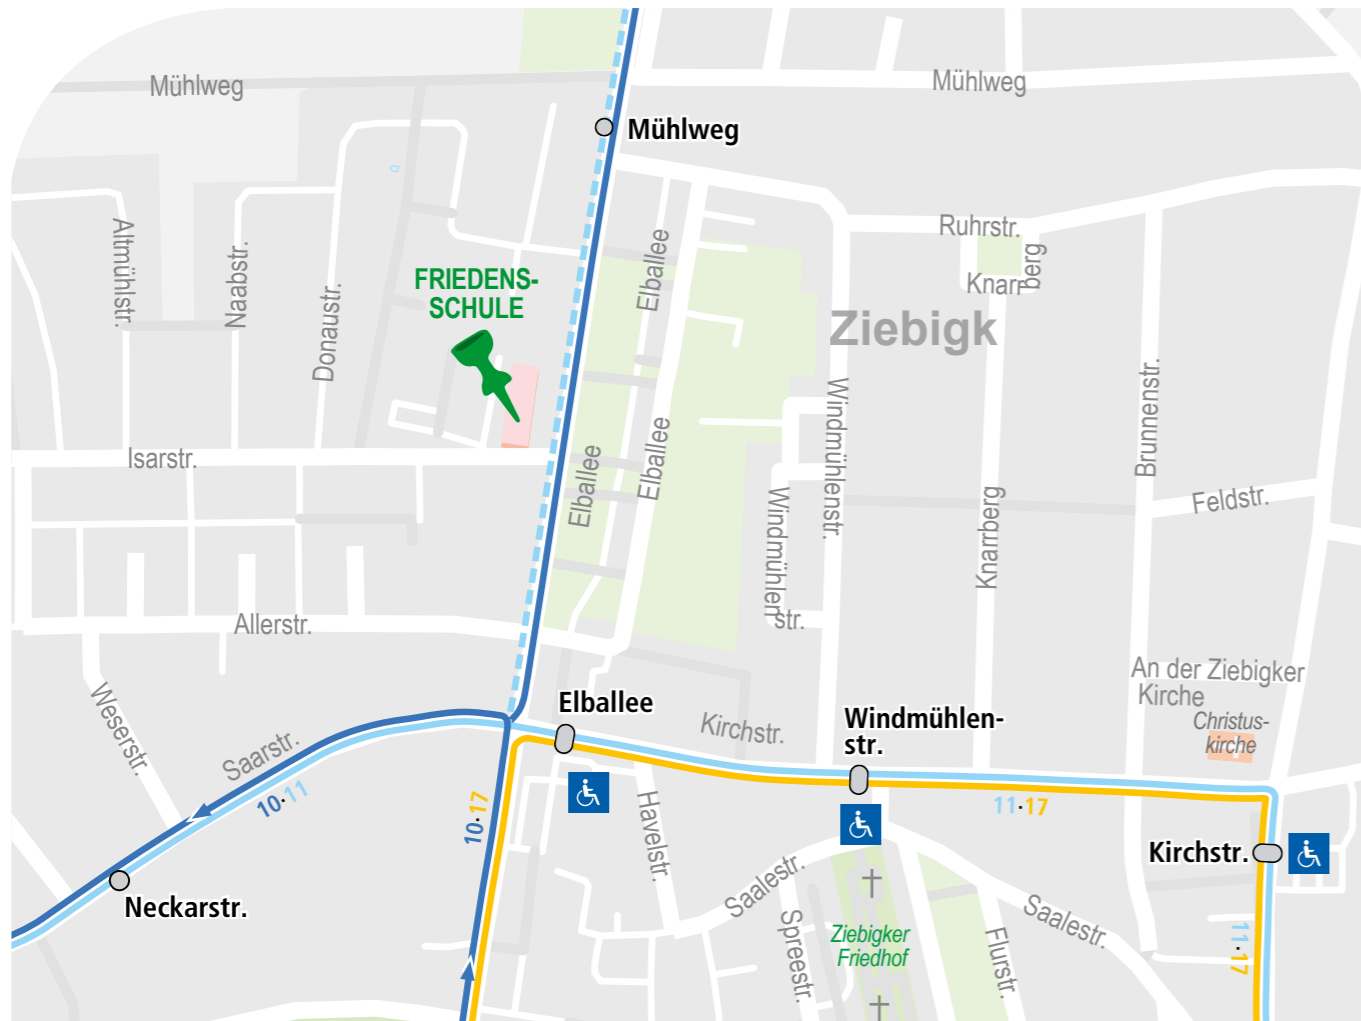 Mühlweg
Mühlweg
Mühlweg
Altmühlstr.
Naabstr.
Donaustr.
FRIEDENS-
SCHULE
Elballee
Ruhrstr.
Knarrberg
Ziebigk
Isarstr.
Elballee
Elballee
Windmühlenstr.
Windmühlen
str.
Knarrberg
Brunnenstr.
Feldstr.
Allerstr.
An der Ziebigker
Kirche
Christus-
kirche
Weserstr.
Saarstr.
Elballee
Kirchstr.
Windmühlen-
str.
10·11
10·17
11·17
Havelstr.
Kirchstr.
Neckarstr.
Saalestr.
Spreestr.
Ziebigker
Friedhof
Flurstr.
Saalestr.
11·17